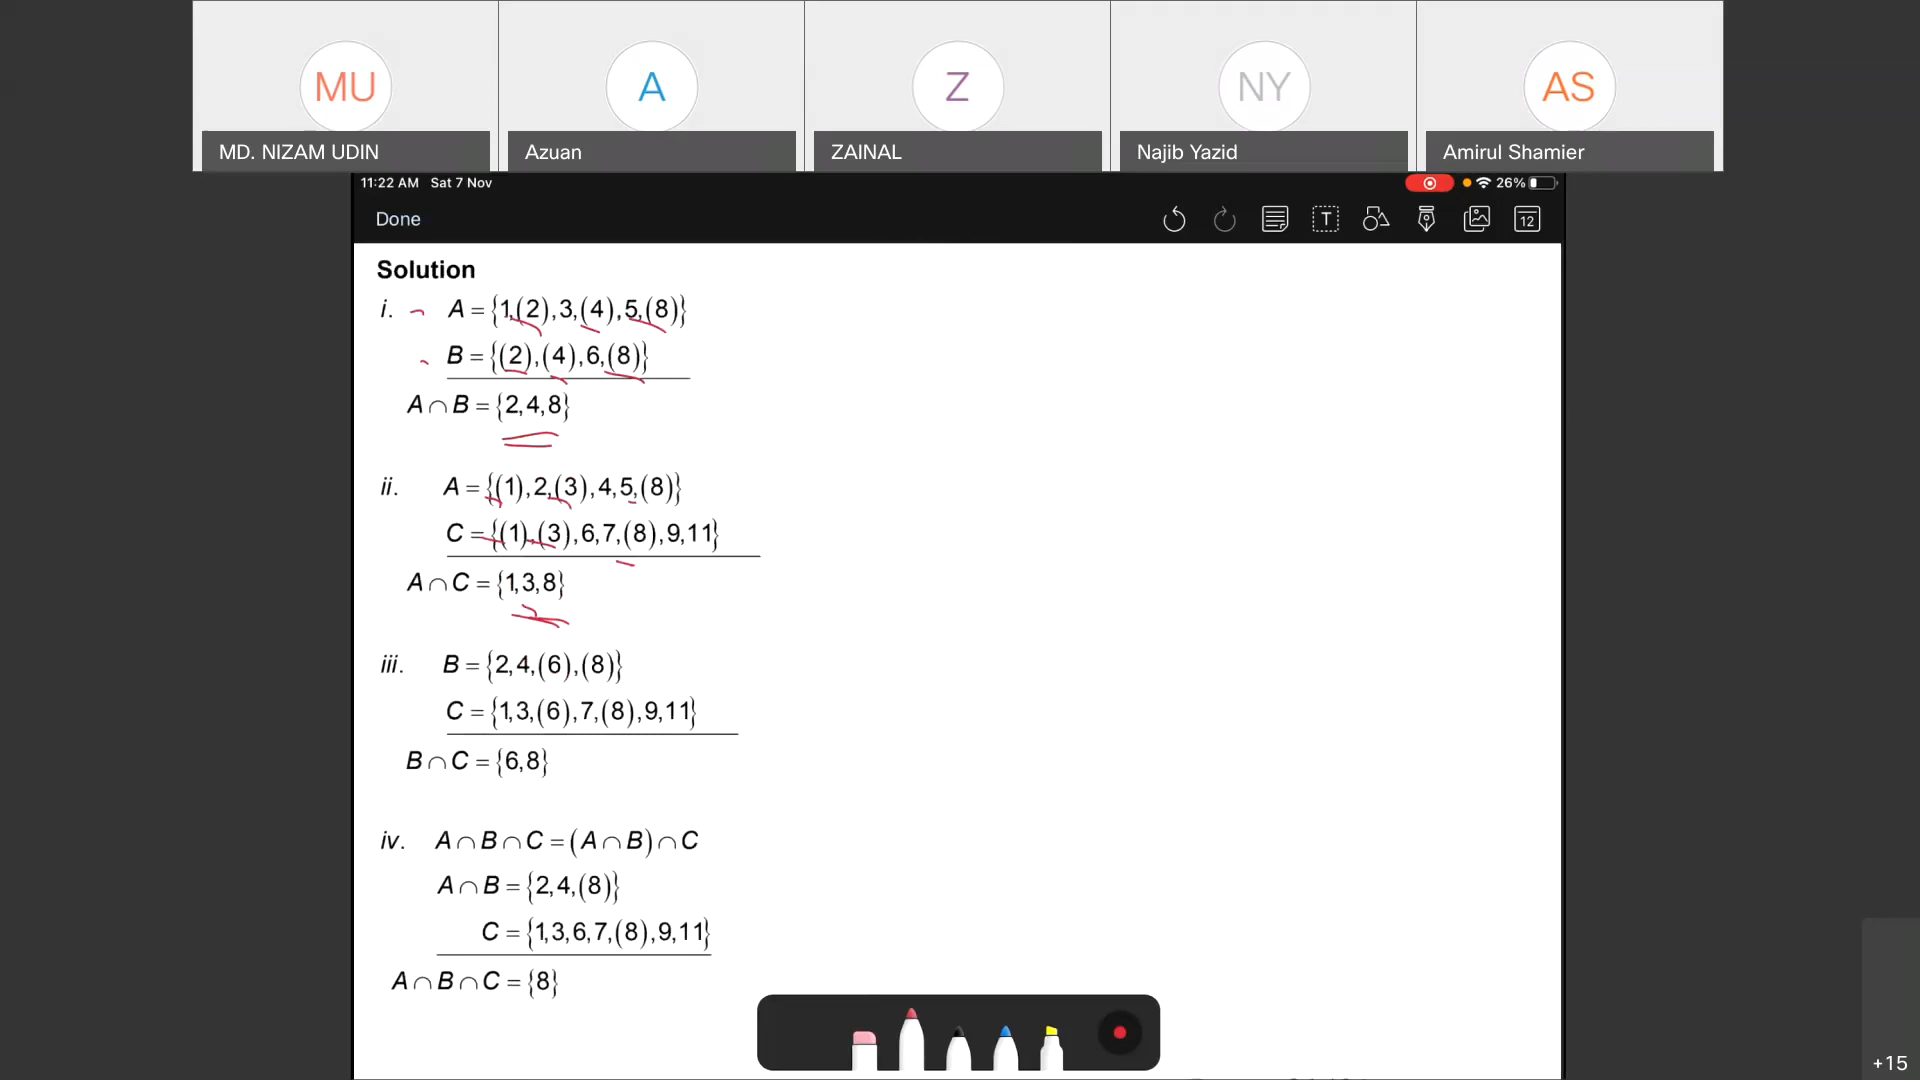 MU A Z NY AS
MD. NIZAM UDIN Azuan ZAINAL Najib Yazid Amirul Shamier
11:22 AM Sat 7 Nov 26%
Done T 12
Solution
i. A = {1,(2),3,(4),5,(8)}
B = {(2),(4),6,(8)}
A∩B = {2,4,8}
ii. A = {(1),2,(3),4,5,(8)}
C = {(1),(3),6,7,(8),9,11}
A∩C = {1,3,8}
iii. B = {2,4,(6),(8)}
C = {1,3,(6),7,(8),9,11}
B∩C = {6,8}
iv. A∩B∩C = (A∩B)∩C
A∩B = {2,4,(8)}
C = {1,3,6,7,(8),9,11}
A∩B∩C = {8}
+15